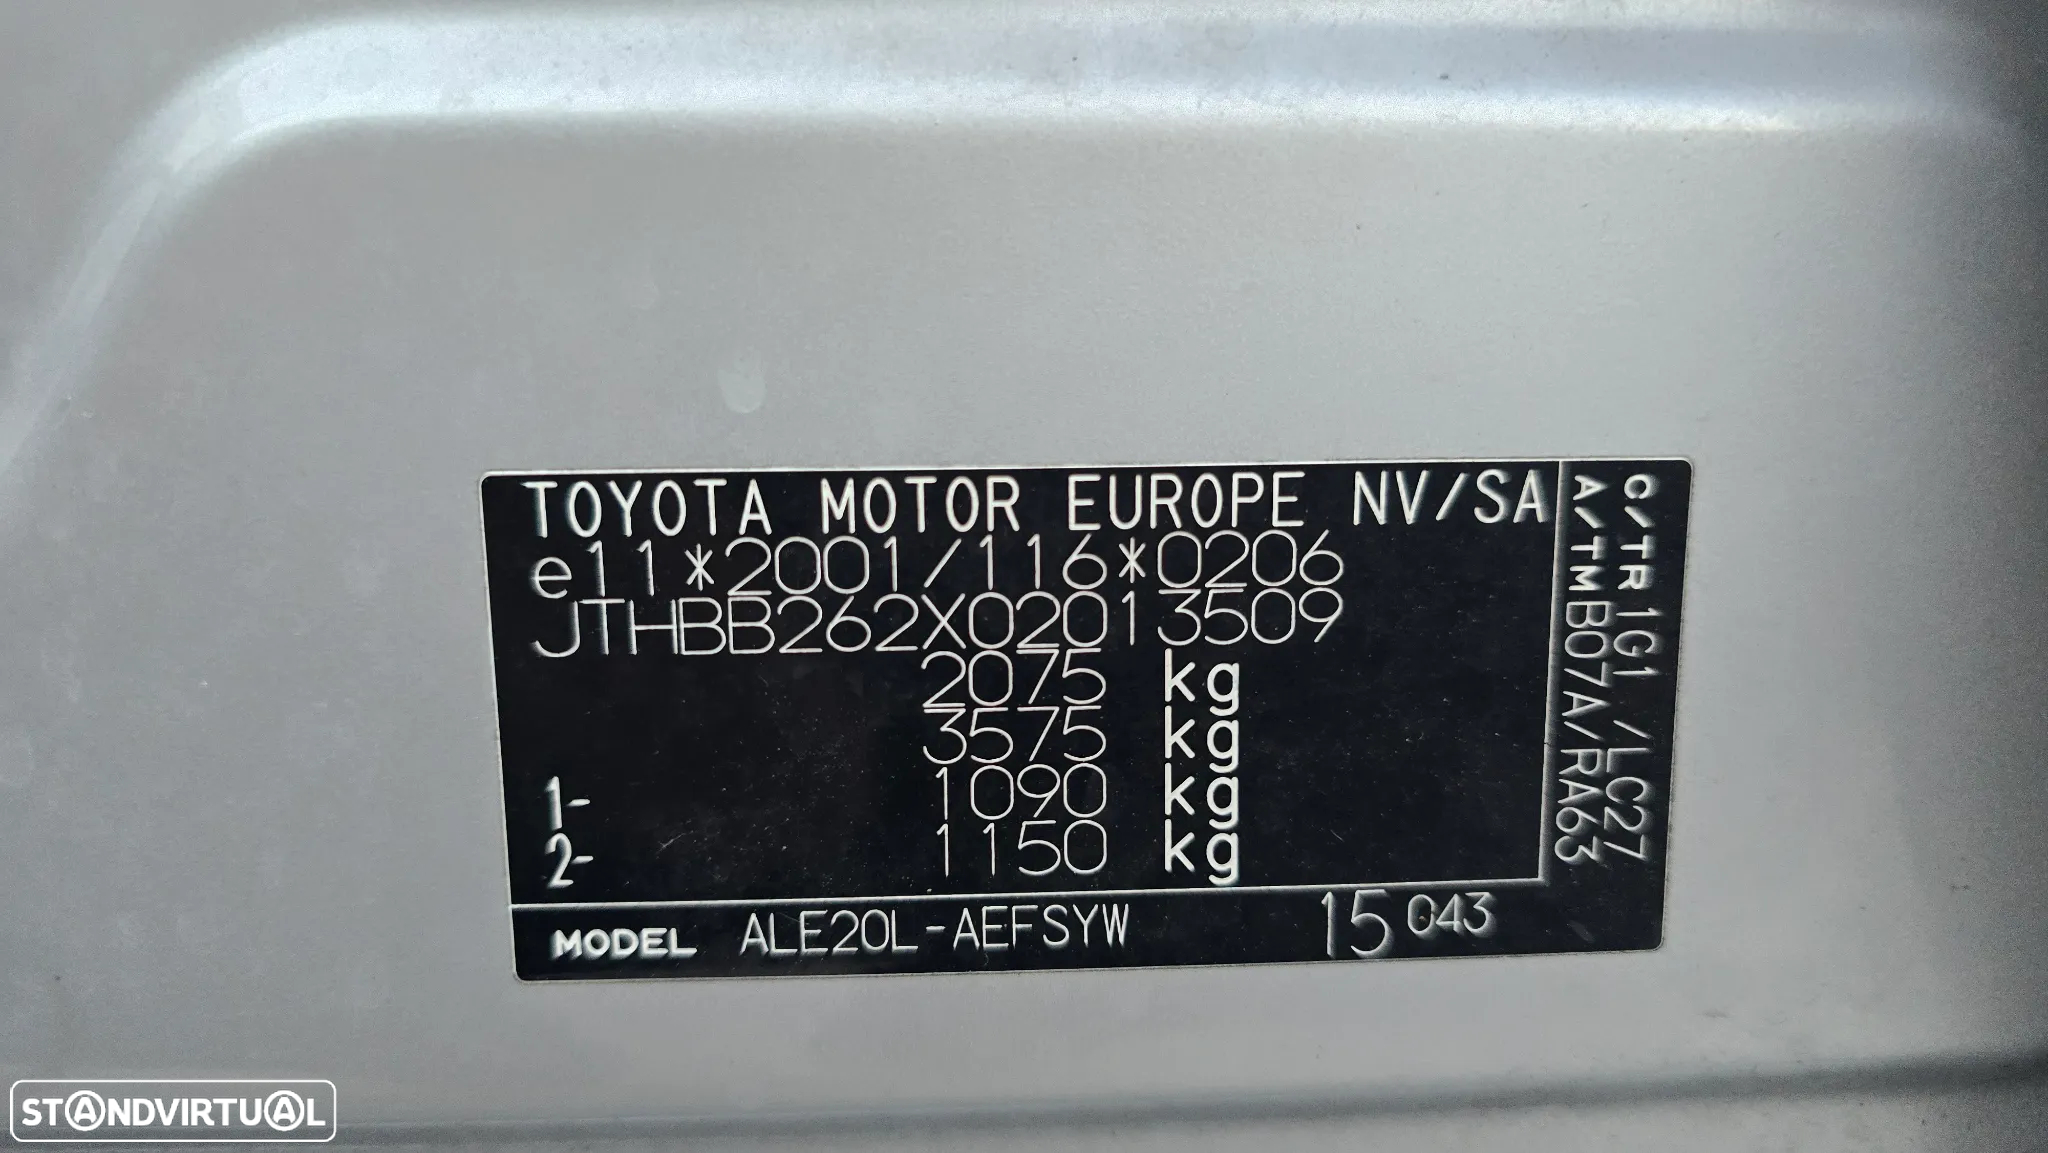 TOYOTA MOTOR EUROPE NV/SA
e11*2001/116*0206
JTHBB262X02013509
2075 kg
3575 kg
1- 1090 kg
2- 1150 kg
MODEL ALE20L-AEFSYW 15 043
C/TR 1G1 /LC27
A/TM B07A/RA63
STANDVIRTUAL